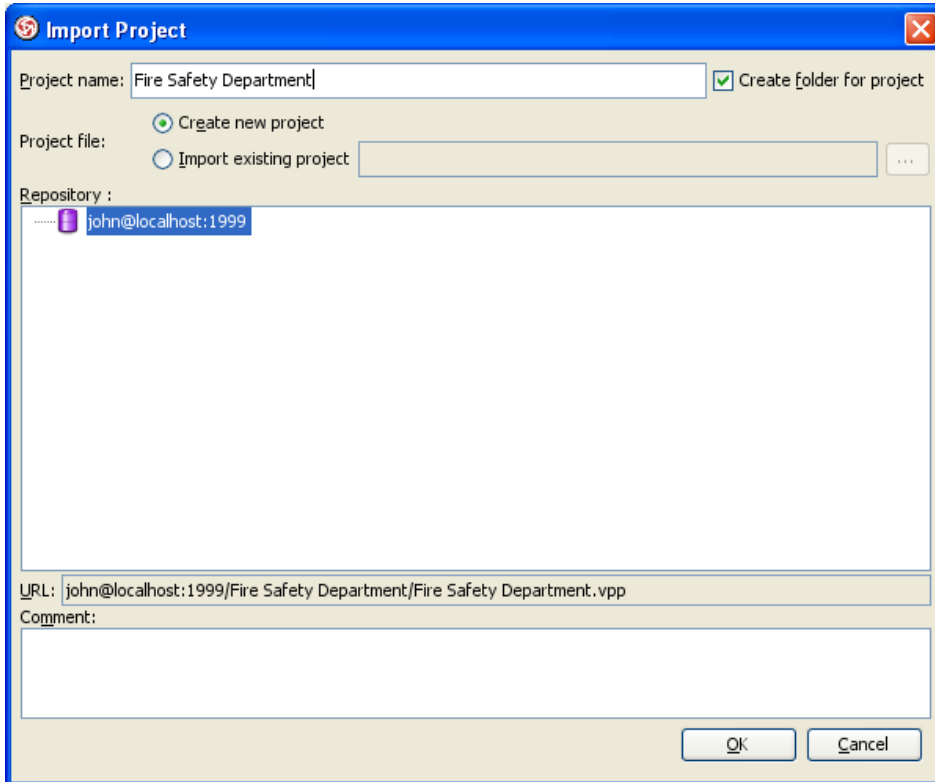 Import Project
Project name: Fire Safety Department Create folder for project
Project file:
Create new project
Import existing project ...
Repository :
john@localhost:1999
URL: john@localhost:1999/Fire Safety Department/Fire Safety Department.vpp
Comment:
OK Cancel